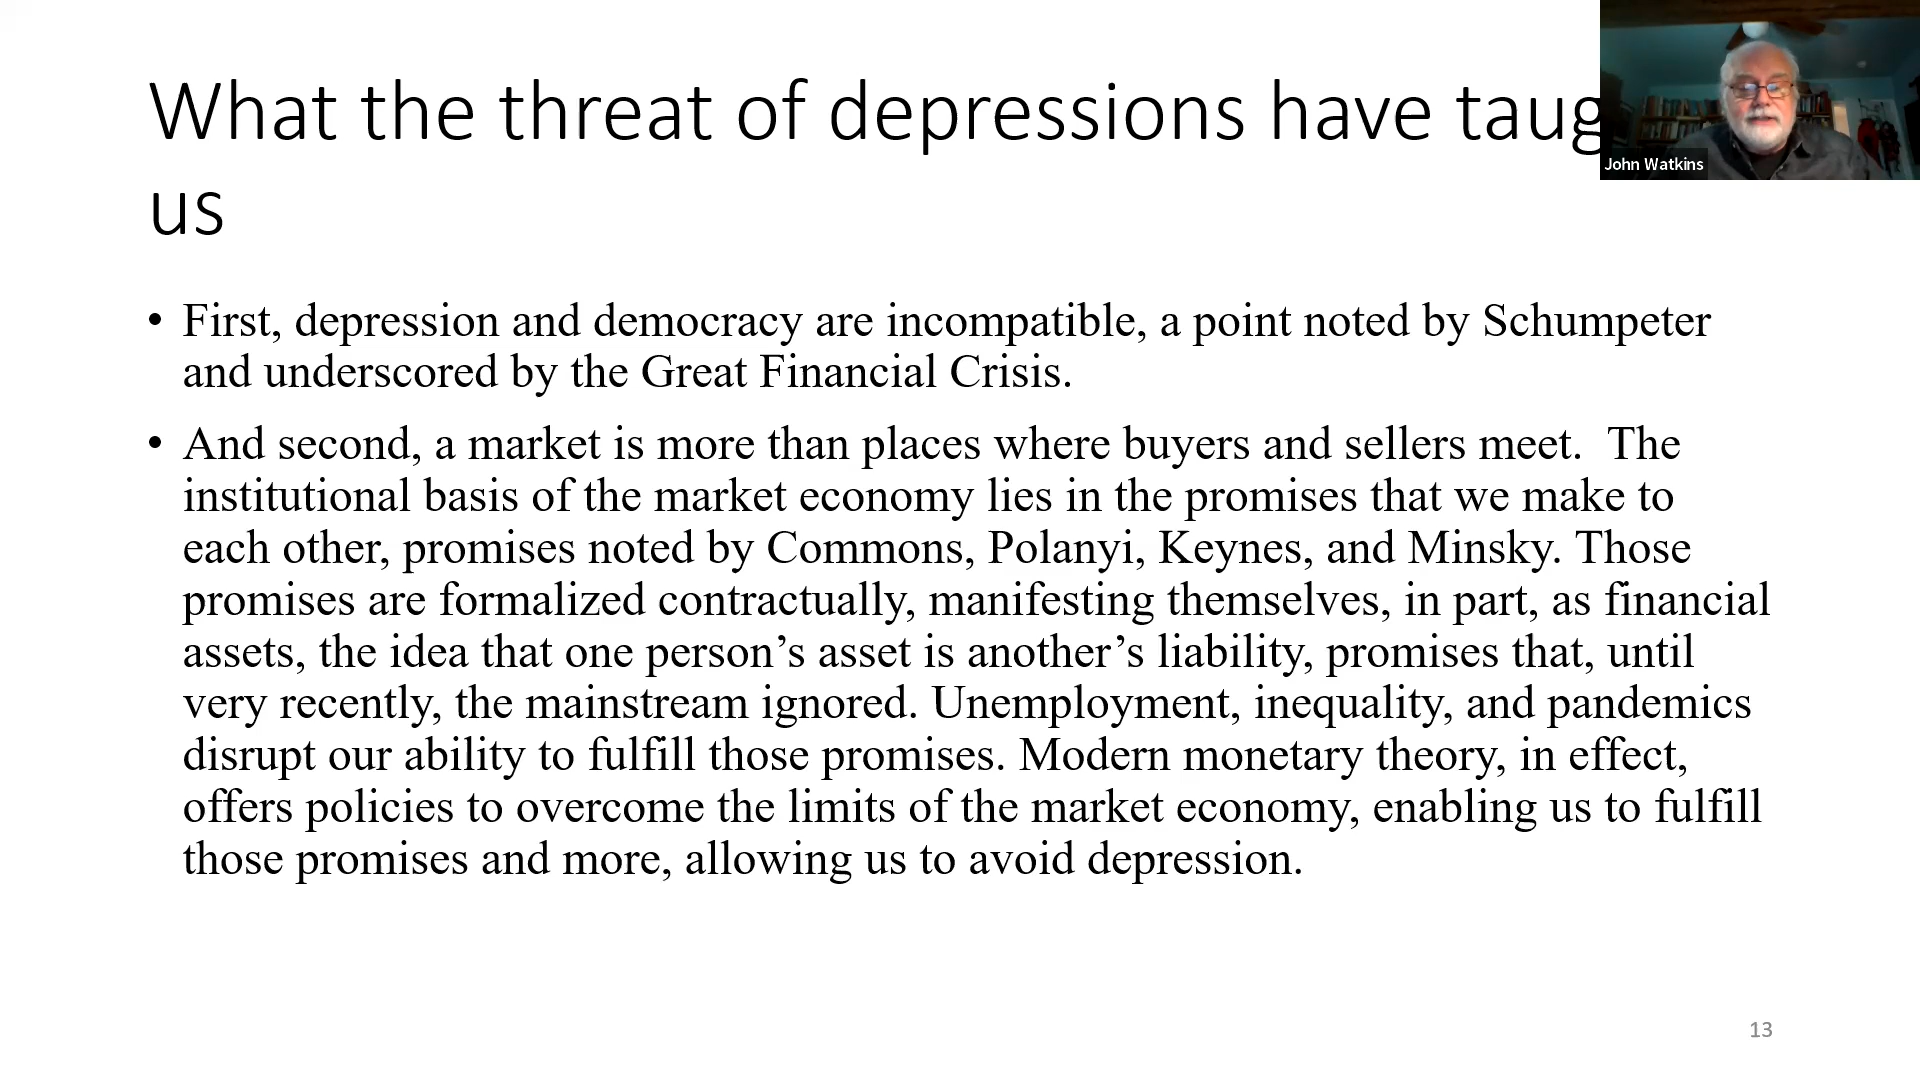 What the threat of depressions have taug
us
John Watkins
• First, depression and democracy are incompatible, a point noted by Schumpeter
and underscored by the Great Financial Crisis.
• And second, a market is more than places where buyers and sellers meet.  The
institutional basis of the market economy lies in the promises that we make to
each other, promises noted by Commons, Polanyi, Keynes, and Minsky. Those
promises are formalized contractually, manifesting themselves, in part, as financial
assets, the idea that one person’s asset is another’s liability, promises that, until
very recently, the mainstream ignored. Unemployment, inequality, and pandemics
disrupt our ability to fulfill those promises. Modern monetary theory, in effect,
offers policies to overcome the limits of the market economy, enabling us to fulfill
those promises and more, allowing us to avoid depression.
13